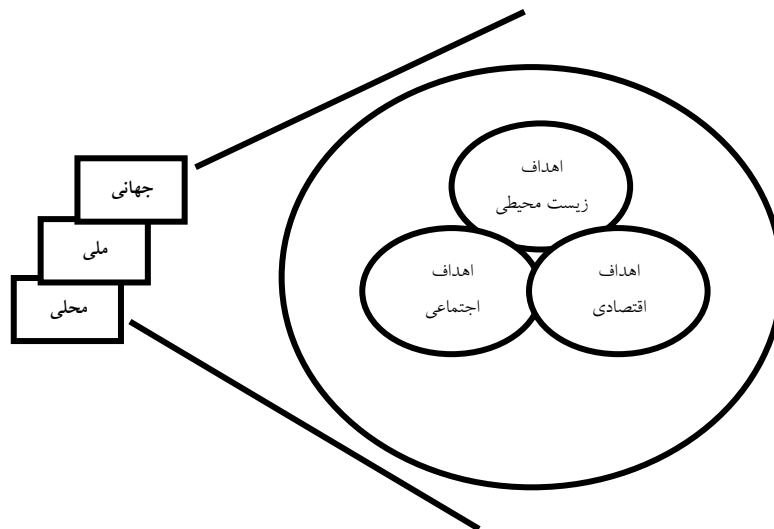 جهانی
ملی
محلی
اهداف
زیست محیطی
اهداف
اقتصادی
اهداف
اجتماعی